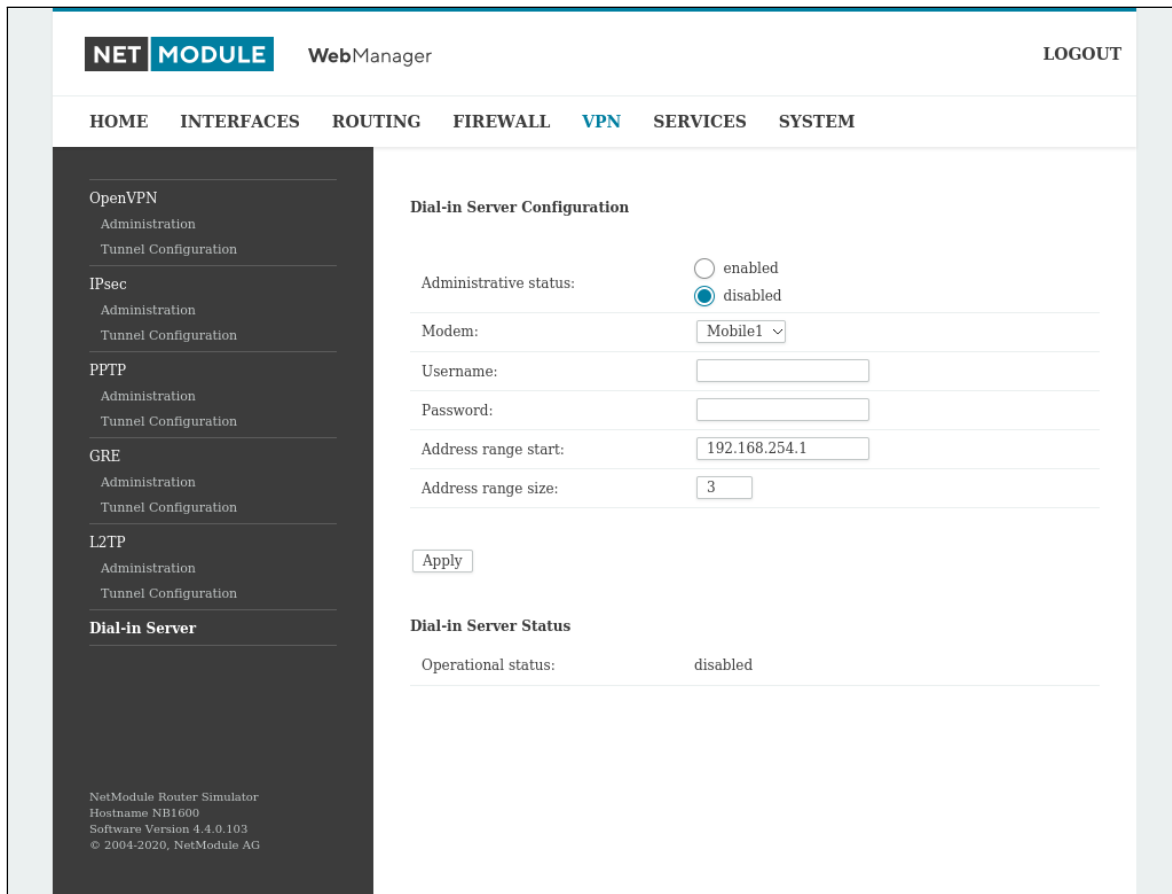 NET MODULE WebManager LOGOUT
HOME INTERFACES ROUTING FIREWALL VPN SERVICES SYSTEM
OpenVPN
Administration
Tunnel Configuration
IPsec
Administration
Tunnel Configuration
PPTP
Administration
Tunnel Configuration
GRE
Administration
Tunnel Configuration
L2TP
Administration
Tunnel Configuration
Dial-in Server
NetModule Router Simulator
Hostname NB1600
Software Version 4.4.0.103
© 2004-2020, NetModule AG
Dial-in Server Configuration
Administrative status: enabled
disabled
Modem: Mobile1
Username:
Password:
Address range start: 192.168.254.1
Address range size: 3
Apply
Dial-in Server Status
Operational status: disabled